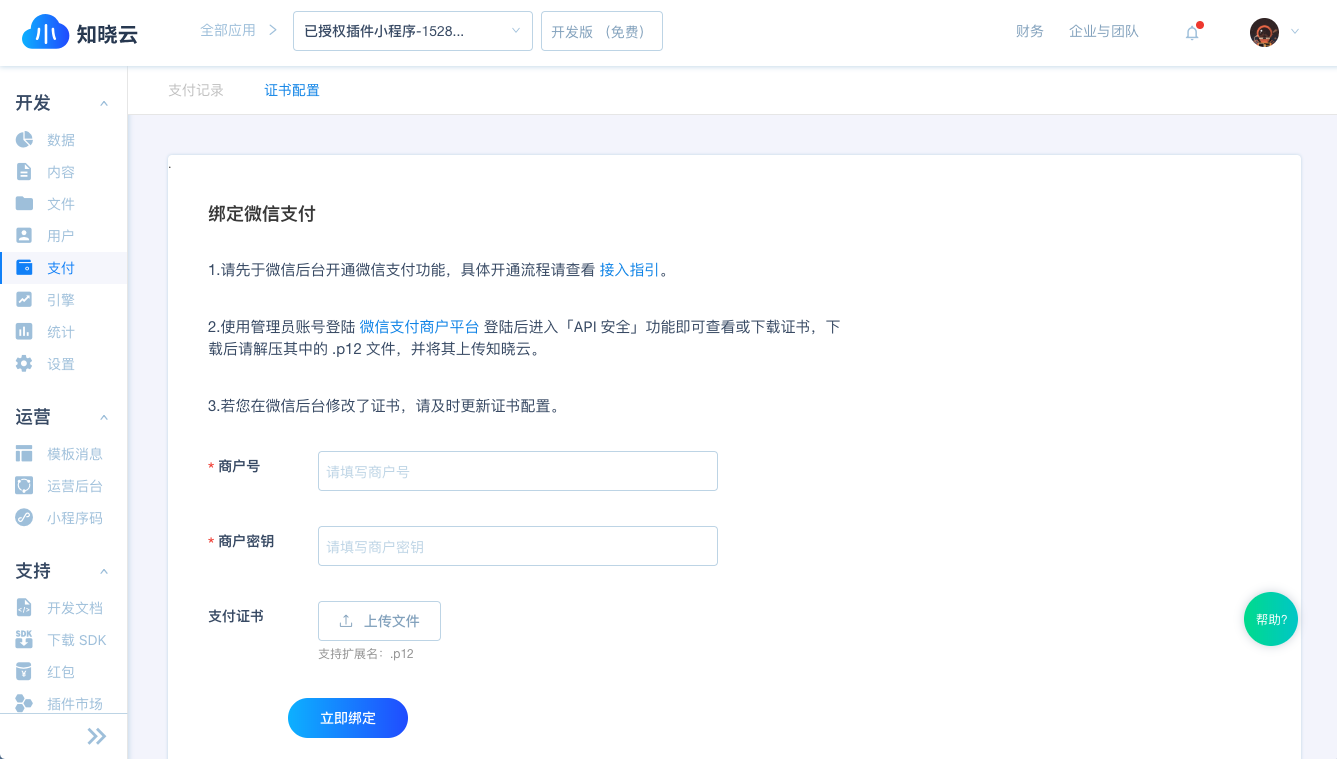 知晓云
全部应用
已授权插件小程序-1528...
开发版 （免费）
财务
企业与团队
支付记录
证书配置
开发
数据
内容
文件
用户
支付
引擎
统计
设置
运营
模板消息
运营后台
小程序码
支持
开发文档
SDK
下载 SDK
红包
插件市场
.
绑定微信支付
1.请先于微信后台开通微信支付功能，具体开通流程请查看 接入指引。
2.使用管理员账号登陆 微信支付商户平台 登陆后进入「API 安全」功能即可查看或下载证书，下
载后请解压其中的 .p12 文件，并将其上传知晓云。
3.若您在微信后台修改了证书，请及时更新证书配置。
* 商户号
请填写商户号
* 商户密钥
请填写商户密钥
支付证书
上传文件
支持扩展名：.p12
立即绑定
帮助?